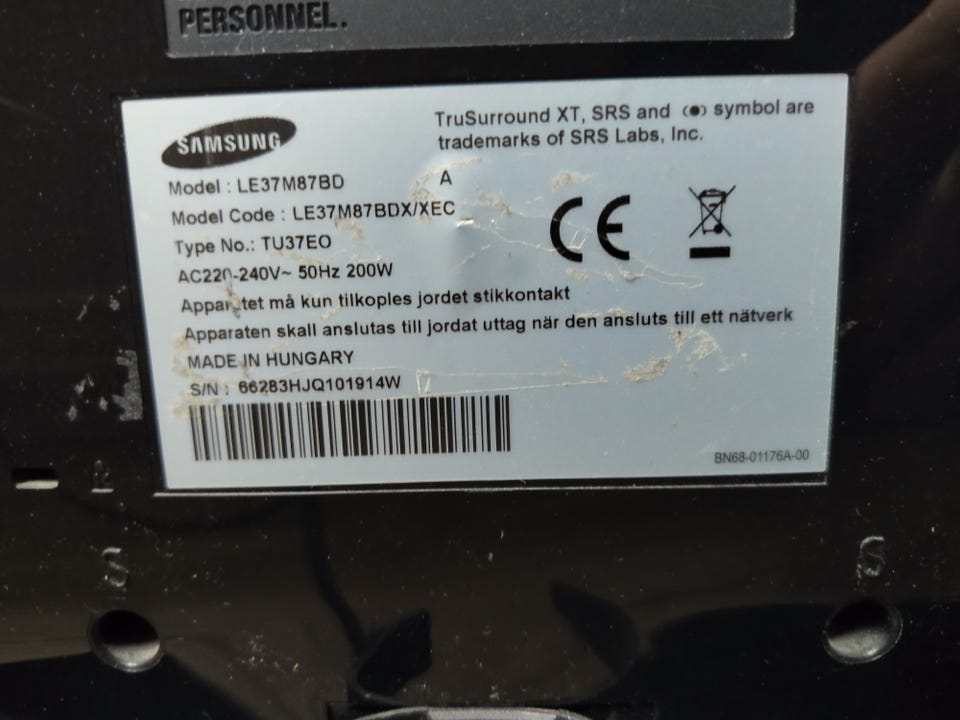 PERSONNEL.
SAMSUNG
TruSurround XT, SRS and (●) symbol are
trademarks of SRS Labs, Inc.
Model : LE37M87BD A
Model Code : LE37M87BDX/XEC
Type No.: TU37EO
AC220-240V~ 50Hz 200W
Apparatet må kun tilkoples jordet stikkontakt
Apparaten skall anslutas till jordat uttag när den ansluts till ett nätverk
MADE IN HUNGARY
S/N : 66283HJQ101914W
BN68-01176A-00
CE
S
S